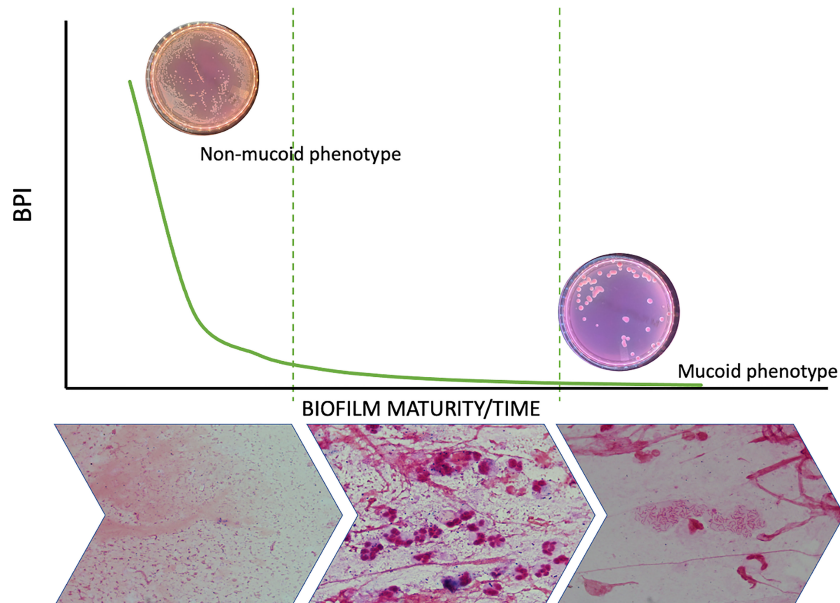 Non-mucoid phenotype
BPI
Mucoid phenotype
BIOFILM MATURITY/TIME